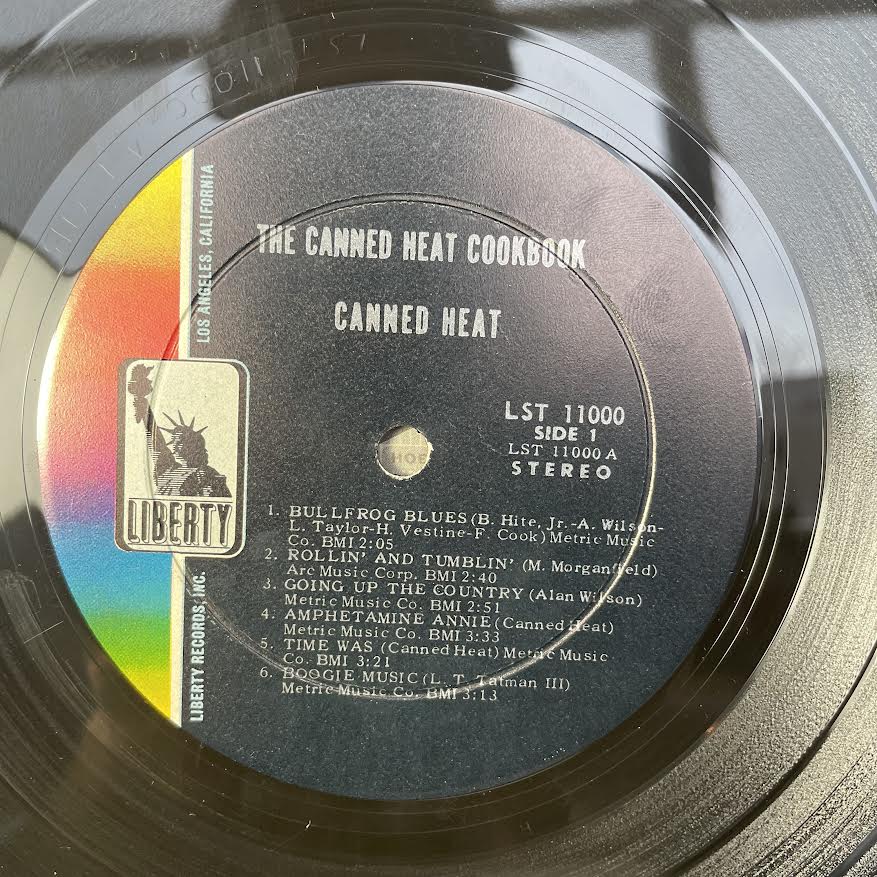 THE CANNED HEAT COOKBOOK
CANNED HEAT
LOS ANGELES, CALIFORNIA
LIBERTY
LIBERTY RECORDS, INC.
LST 11000
SIDE 1
LST 11000 A
STEREO
1. BULLFROG BLUES (B. Hite, Jr.-A. Wilson-
L. Taylor-H. Vestine-F. Cook) Metric Music
Co. BMI 2:05
2. ROLLIN' AND TUMBLIN' (M. Morganfield)
Arc Music Corp. BMI 2:40
3. GOING UP THE COUNTRY (Alan Wilson)
Metric Music Co. BMI 2:51
4. AMPHETAMINE ANNIE (Canned Heat)
Metric Music Co. BMI 3:33
5. TIME WAS (Canned Heat) Metric Music
Co. BMI 3:21
6. BOOGIE MUSIC (L. T. Tatman III)
Metric Music Co. BMI 3:13